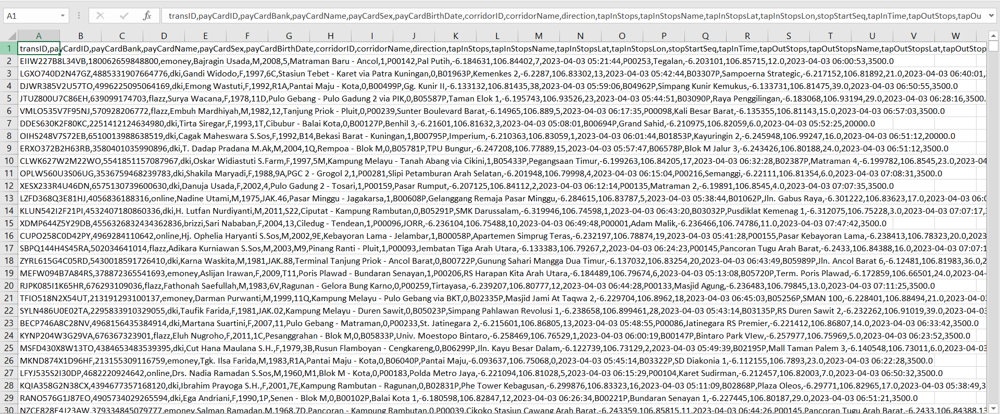 A1 fx transID,payCardID,payCardBank,payCardName,payCardSex,payCardBirthDate,corridorID,corridorName,direction,tapInStops,tapInStopsName,tapInStopsLat,tapInStopsLon,stopStartSeq,tapInTime,tapOutStops,tapOu
A B C D E F G H I J K L M N O P Q R S T U V W
1 transID,payCardID,payCardBank,payCardName,payCardSex,payCardBirthDate,corridorID,corridorName,direction,tapInStops,tapInStopsName,tapInStopsLat,tapInStopsLon,stopStartSeq,tapInTime,tapOutStops,tapOutStopsName,tapOutStopsLat,tapOutStop
2 EIIW227B8L34VB,180062659848800,emoney,Bajragin Usada,M,2008,5,Matraman Baru - Ancol,1,P00142,Pal Putih,-6.184631,106.84402,7,2023-04-03 05:21:44,P00253,Tegalan,-6.203101,106.85715,12.0,2023-04-03 06:00:53,3500.0
3 LGXO740D2N47GZ,4885331907664776,dki,Gandi Widodo,F,1997,6C,Stasiun Tebet - Karet via Patra Kuningan,0,B01963P,Kemenkes 2,-6.2287,106.83302,13,2023-04-03 05:42:44,B03307P,Sampoerna Strategic,-6.217152,106.81892,21.0,2023-04-03 06:40:01,
4 DJWR385V2U57TO,4996225095064169,dki,Emong Wastuti,F,1992,R1A,Pantai Maju - Kota,0,B00499P,Gg. Kunir II,-6.133132,106.81435,38,2023-04-03 05:59:06,B04962P,Simpang Kunir Kemukus,-6.133731,106.81475,39.0,2023-04-03 06:50:55,3500.0
5 JTUZ800U7C86EH,639099174703,flazz,Surya Wacana,F,1978,11D,Pulo Gebang - Pulo Gadung 2 via PIK,0,B05587P,Taman Elok 1,-6.195743,106.93526,23,2023-04-03 05:44:51,B03090P,Raya Penggilingan,-6.183068,106.93194,29.0,2023-04-03 06:28:16,3500.
6 VMLO535V7F95NJ,570928206772,flazz,Embuh Mardhiyah,M,1982,12,Tanjung Priok - Pluit,0,P00239,Sunter Boulevard Barat,-6.14965,106.889,5,2023-04-03 06:17:35,P00098,Kali Besar Barat,-6.135355,106.81143,15.0,2023-04-03 06:57:03,3500.0
7 DDES630K2F80KC,2251412124634980,dki,Tirta Siregar,F,1993,1T,Cibubur - Balai Kota,0,B00127P,Benhil 3,-6.21601,106.81632,3,2023-04-03 05:08:01,B00694P,Grand Sahid,-6.210975,106.82059,6.0,2023-04-03 05:52:25,20000.0
8 OIHS248V7S72EB,6510013988638519,dki,Cagak Maheswara S.Sos,F,1992,B14,Bekasi Barat - Kuningan,1,B00795P,Imperium,-6.210363,106.83059,1,2023-04-03 06:01:44,B01853P,Kayuringin 2,-6.245948,106.99247,16.0,2023-04-03 06:51:12,20000.0
9 ERXO372B2H63RB,3580401035990896,dki,T. Dadap Pradana M.Ak,M,2004,1Q,Rempoa - Blok M,0,B05781P,TPU Bungur,-6.247208,106.77889,15,2023-04-03 05:57:47,B06578P,Blok M Jalur 3,-6.243426,106.80188,24.0,2023-04-03 06:51:12,3500.0
10 CLWK627W2M22WO,5541851157087967,dki,Oskar Widiastuti S.Farm,F,1997,5M,Kampung Melayu - Tanah Abang via Cikini,1,B05433P,Pegangsaan Timur,-6.199263,106.84205,17,2023-04-03 06:32:28,B02387P,Matraman 4,-6.199782,106.8545,23.0,2023-04
11 OPLW560U3S06UG,3536759468239783,dki,Shakila Maryadi,F,1988,9A,PGC 2 - Grogol 2,1,P00281,Slipi Petamburan Arah Selatan,-6.201948,106.79998,4,2023-04-03 06:15:04,P00216,Semanggi,-6.22111,106.81354,6.0,2023-04-03 07:08:31,3500.0
12 XESX233R4U46DN,6575130739600630,dki,Danuja Usada,F,2002,4,Pulo Gadung 2 - Tosari,1,P00159,Pasar Rumput,-6.207125,106.84112,2,2023-04-03 06:12:14,P00135,Matraman 2,-6.19891,106.8545,4.0,2023-04-03 07:07:35,3500.0
13 LZFD368Q3E81HJ,4056836188316,online,Nadine Utami,M,1975,JAK.46,Pasar Minggu - Jagakarsa,1,B00608P,Gelanggang Remaja Pasar Minggu,-6.284615,106.83787,5,2023-04-03 05:38:44,B01062P,Jln. Gabus Raya,-6.301222,106.83623,17.0,2023-04-03 06:0
14 KLUN542I2F21PI,4532407180860336,dki,H. Lutfan Nurdiyanti,M,2011,S22,Ciputat - Kampung Rambutan,0,B05291P,SMK Darussalam,-6.319946,106.74598,1,2023-04-03 06:43:20,B03032P,Pusdiklat Kemenag 1,-6.312075,106.75228,3.0,2023-04-03 07:07:17,3
15 XDMP644Z5Y29DB,4556326832434362836,brizzi,Sari Nababan,F,2004,13,Ciledug - Tendean,1,P00096,JORR,-6.236104,106.75488,10,2023-04-03 06:49:48,P00001,Adam Malik,-6.236466,106.74786,11.0,2023-04-03 07:47:42,3500.0
16 CUPO258C0D42PY,4969284110642,online,Hj. Ophelia Haryanti S.Sos,M,2002,9E,Kebayoran Lama - Jelambar,1,B00058P,Apartemen Simprug Teras,-6.232197,106.78874,19,2023-04-03 05:41:28,P00155,Pasar Kebayoran Lama,-6.238413,106.78323,20.0,2023
17 SBPQ144H4S45RA,502034641014,flazz,Adikara Kurniawan S.Sos,M,2003,M9,Pinang Ranti - Pluit,1,P00093,Jembatan Tiga Arah Utara,-6.133383,106.79267,2,2023-04-03 06:24:23,P00145,Pancoran Tugu Arah Barat,-6.2433,106.84388,16.0,2023-04-03 07:07:1
18 ZYRL615G4C05RD,5430018591726410,dki,Karna Waskita,M,1981,JAK.88,Terminal Tanjung Priok - Ancol Barat,0,B00722P,Gunung Sahari Mangga Dua Timur,-6.137032,106.83254,20,2023-04-03 06:43:49,B05989P,Jln. Ancol Barat 6,-6.12481,106.81983,36.0,2
19 MEFW094B7A84RS,378872365541693,emoney,Aslijan Irawan,F,2009,T11,Poris Plawad - Bundaran Senayan,1,P00206,RS Harapan Kita Arah Utara,-6.184489,106.79674,6,2023-04-03 05:13:08,B05720P,Term. Poris Plawad,-6.172859,106.66501,24.0,2023-04-
20 RJPK085I1K65HR,676293109036,flazz,Fathonah Saefullah,M,1983,6V,Ragunan - Gelora Bung Karno,0,P00259,Tirtayasa,-6.239207,106.80777,12,2023-04-03 06:44:28,P00133,Masjid Agung,-6.236483,106.79845,13.0,2023-04-03 07:11:25,3500.0
21 TFIO518N2X54UT,213191293100137,emoney,Darman Purwanti,M,1999,11Q,Kampung Melayu - Pulo Gebang via BKT,0,B02335P,Masjid Jami At Taqwa 2,-6.229704,106.8962,18,2023-04-03 06:45:03,B05256P,SMAN 100,-6.228401,106.88494,21.0,2023-04-03
22 SYLN486U0E02TA,2295833910329055,dki,Taufik Farida,F,1981,JAK.02,Kampung Melayu - Duren Sawit,0,B05023P,Simpang Pahlawan Revolusi 1,-6.238658,106.899461,28,2023-04-03 05:43:14,B03135P,RS Duren Sawit 2,-6.232262,106.91019,39.0,2023-04-03
23 BECP746A8C28NV,4968156435384914,dki,Martana Suartini,F,2007,11,Pulo Gebang - Matraman,0,P00233,St. Jatinegara 2,-6.215601,106.86805,13,2023-04-03 05:48:55,P00086,Jatinegara RS Premier,-6.221412,106.86807,14.0,2023-04-03 06:33:42,3500.0
24 KYNP204W3G29VA,676367323901,flazz,Eluh Nugroho,F,2011,1C,Pesanggrahan - Blok M,0,B05833P,Univ. Moestopo Bintaro,-6.258469,106.76529,1,2023-04-03 06:00:19,B00147P,Bintaro Park VIew,-6.257977,106.75969,5.0,2023-04-03 06:23:52,3500.0
25 MSFD430X8W13TO,4384653483539395,dki,Cut Hana Maulana S.H.,F,1979,3B,Rusun Flamboyan - Cengkareng,0,B06299P,Jln. Kayu Besar Dalam,-6.122739,106.73129,2,2023-04-03 05:49:39,B02195P,Mall Taman Palem 3,-6.140548,106.73011,6.0,2023-04-03
26 MKND874X1D96HF,213155309116759,emoney,Tgk. Ilsa Farida,M,1983,R1A,Pantai Maju - Kota,0,B06040P,Pantai Maju,-6.093637,106.75068,0,2023-04-03 05:45:14,B03322P,SD Diakonia 1,-6.112155,106.7893,23.0,2023-04-03 06:22:28,3500.0
27 LFYJ535S2I30DP,4682220924642,online,Drs. Nadia Ramadan S.Sos,M,1960,M1,Blok M - Kota,0,P00183,Polda Metro Jaya,-6.221094,106.81028,5,2023-04-03 06:15:29,P00104,Karet Sudirman,-6.212457,106.82003,7.0,2023-04-03 06:50:32,3500.0
28 KQIA358G2N38CX,4394677357168120,dki,Ibrahim Prayoga S.H.,F,2001,7E,Kampung Rambutan - Ragunan,0,B02831P,Phe Tower Kebagusan,-6.299876,106.83323,16,2023-04-03 05:11:09,B02868P,Plaza Oleos,-6.29771,106.82965,17.0,2023-04-03 05:38:49,3
29 RANO576G1J87EO,4905734029265594,dki,Ega Andriani,F,1990,1P,Senen - Blok M,0,B00102P,Balai Kota 1,-6.180598,106.82847,12,2023-04-03 06:26:34,B00221P,Bundaran Senayan 1,-6.227445,106.80187,29.0,2023-04-03 06:51:21,3500.0
30 NZCF828F4J23AW,379334845079777,emoney,Salman Ramadan,M,1968,7D,Pancoran - Kampung Rambutan,0,P00039,Cikoko Stasiun Cawang Arah Barat,-6.243359,106.85815,11,2023-04-03 06:44:26,P00145,Pancoran Tugu Arah Barat,-6.2433,106.84388,13